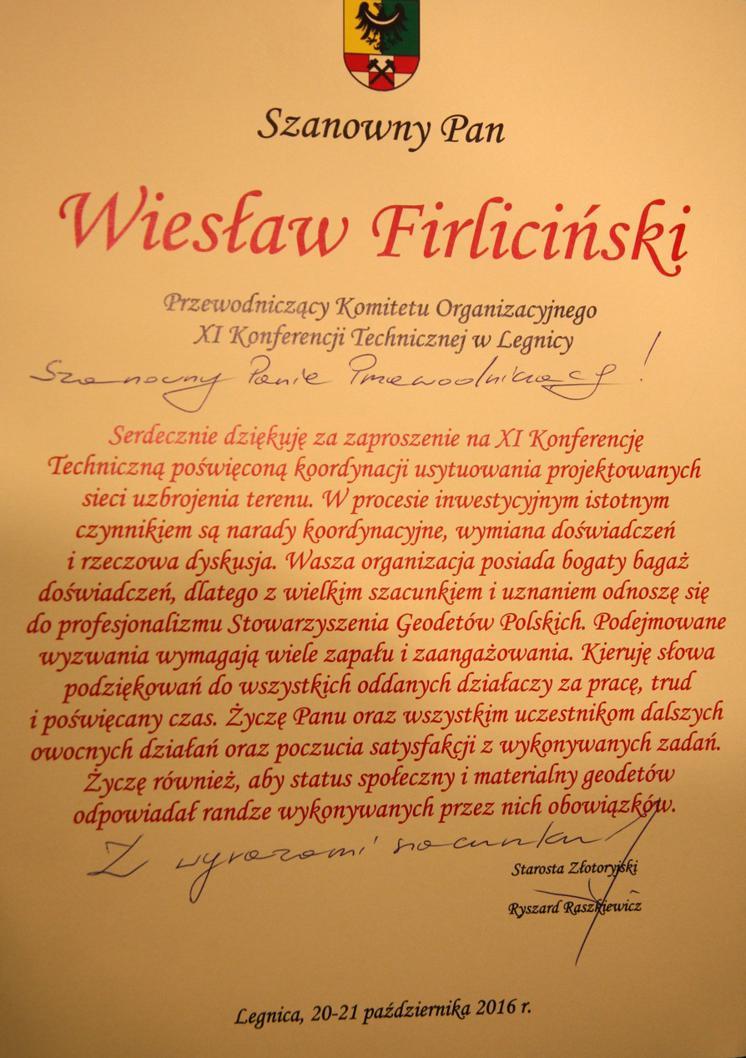 Szanowny Pan
Wiesław Firliciński
Przewodniczący Komitetu Organizacyjnego
XI Konferencji Technicznej w Legnicy
Szanowny Panie Przewodniczący !
Serdecznie dziękuję za zaproszenie na XI Konferencję
Techniczną poświęconą koordynacji usytuowania projektowanych
sieci uzbrojenia terenu. W procesie inwestycyjnym istotnym
czynnikiem są narady koordynacyjne, wymiana doświadczeń
i rzeczowa dyskusja. Wasza organizacja posiada bogaty bagaż
doświadczeń, dlatego z wielkim szacunkiem i uznaniem odnoszę się
do profesjonalizmu Stowarzyszenia Geodetów Polskich. Podejmowane
wyzwania wymagają wiele zapału i zaangażowania. Kieruję słowa
podziękowań do wszystkich oddanych działaczy za pracę, trud
i poświęcany czas. Życzę Panu oraz wszystkim uczestnikom dalszych
owocnych działań oraz poczucia satysfakcji z wykonywanych zadań.
Życzę również, aby status społeczny i materialny geodetów
odpowiadał randze wykonywanych przez nich obowiązków.
Z wyrazami szacunku
Starosta Złotoryjski
Ryszard Raszkiewicz
Legnica, 20-21 października 2016 r.